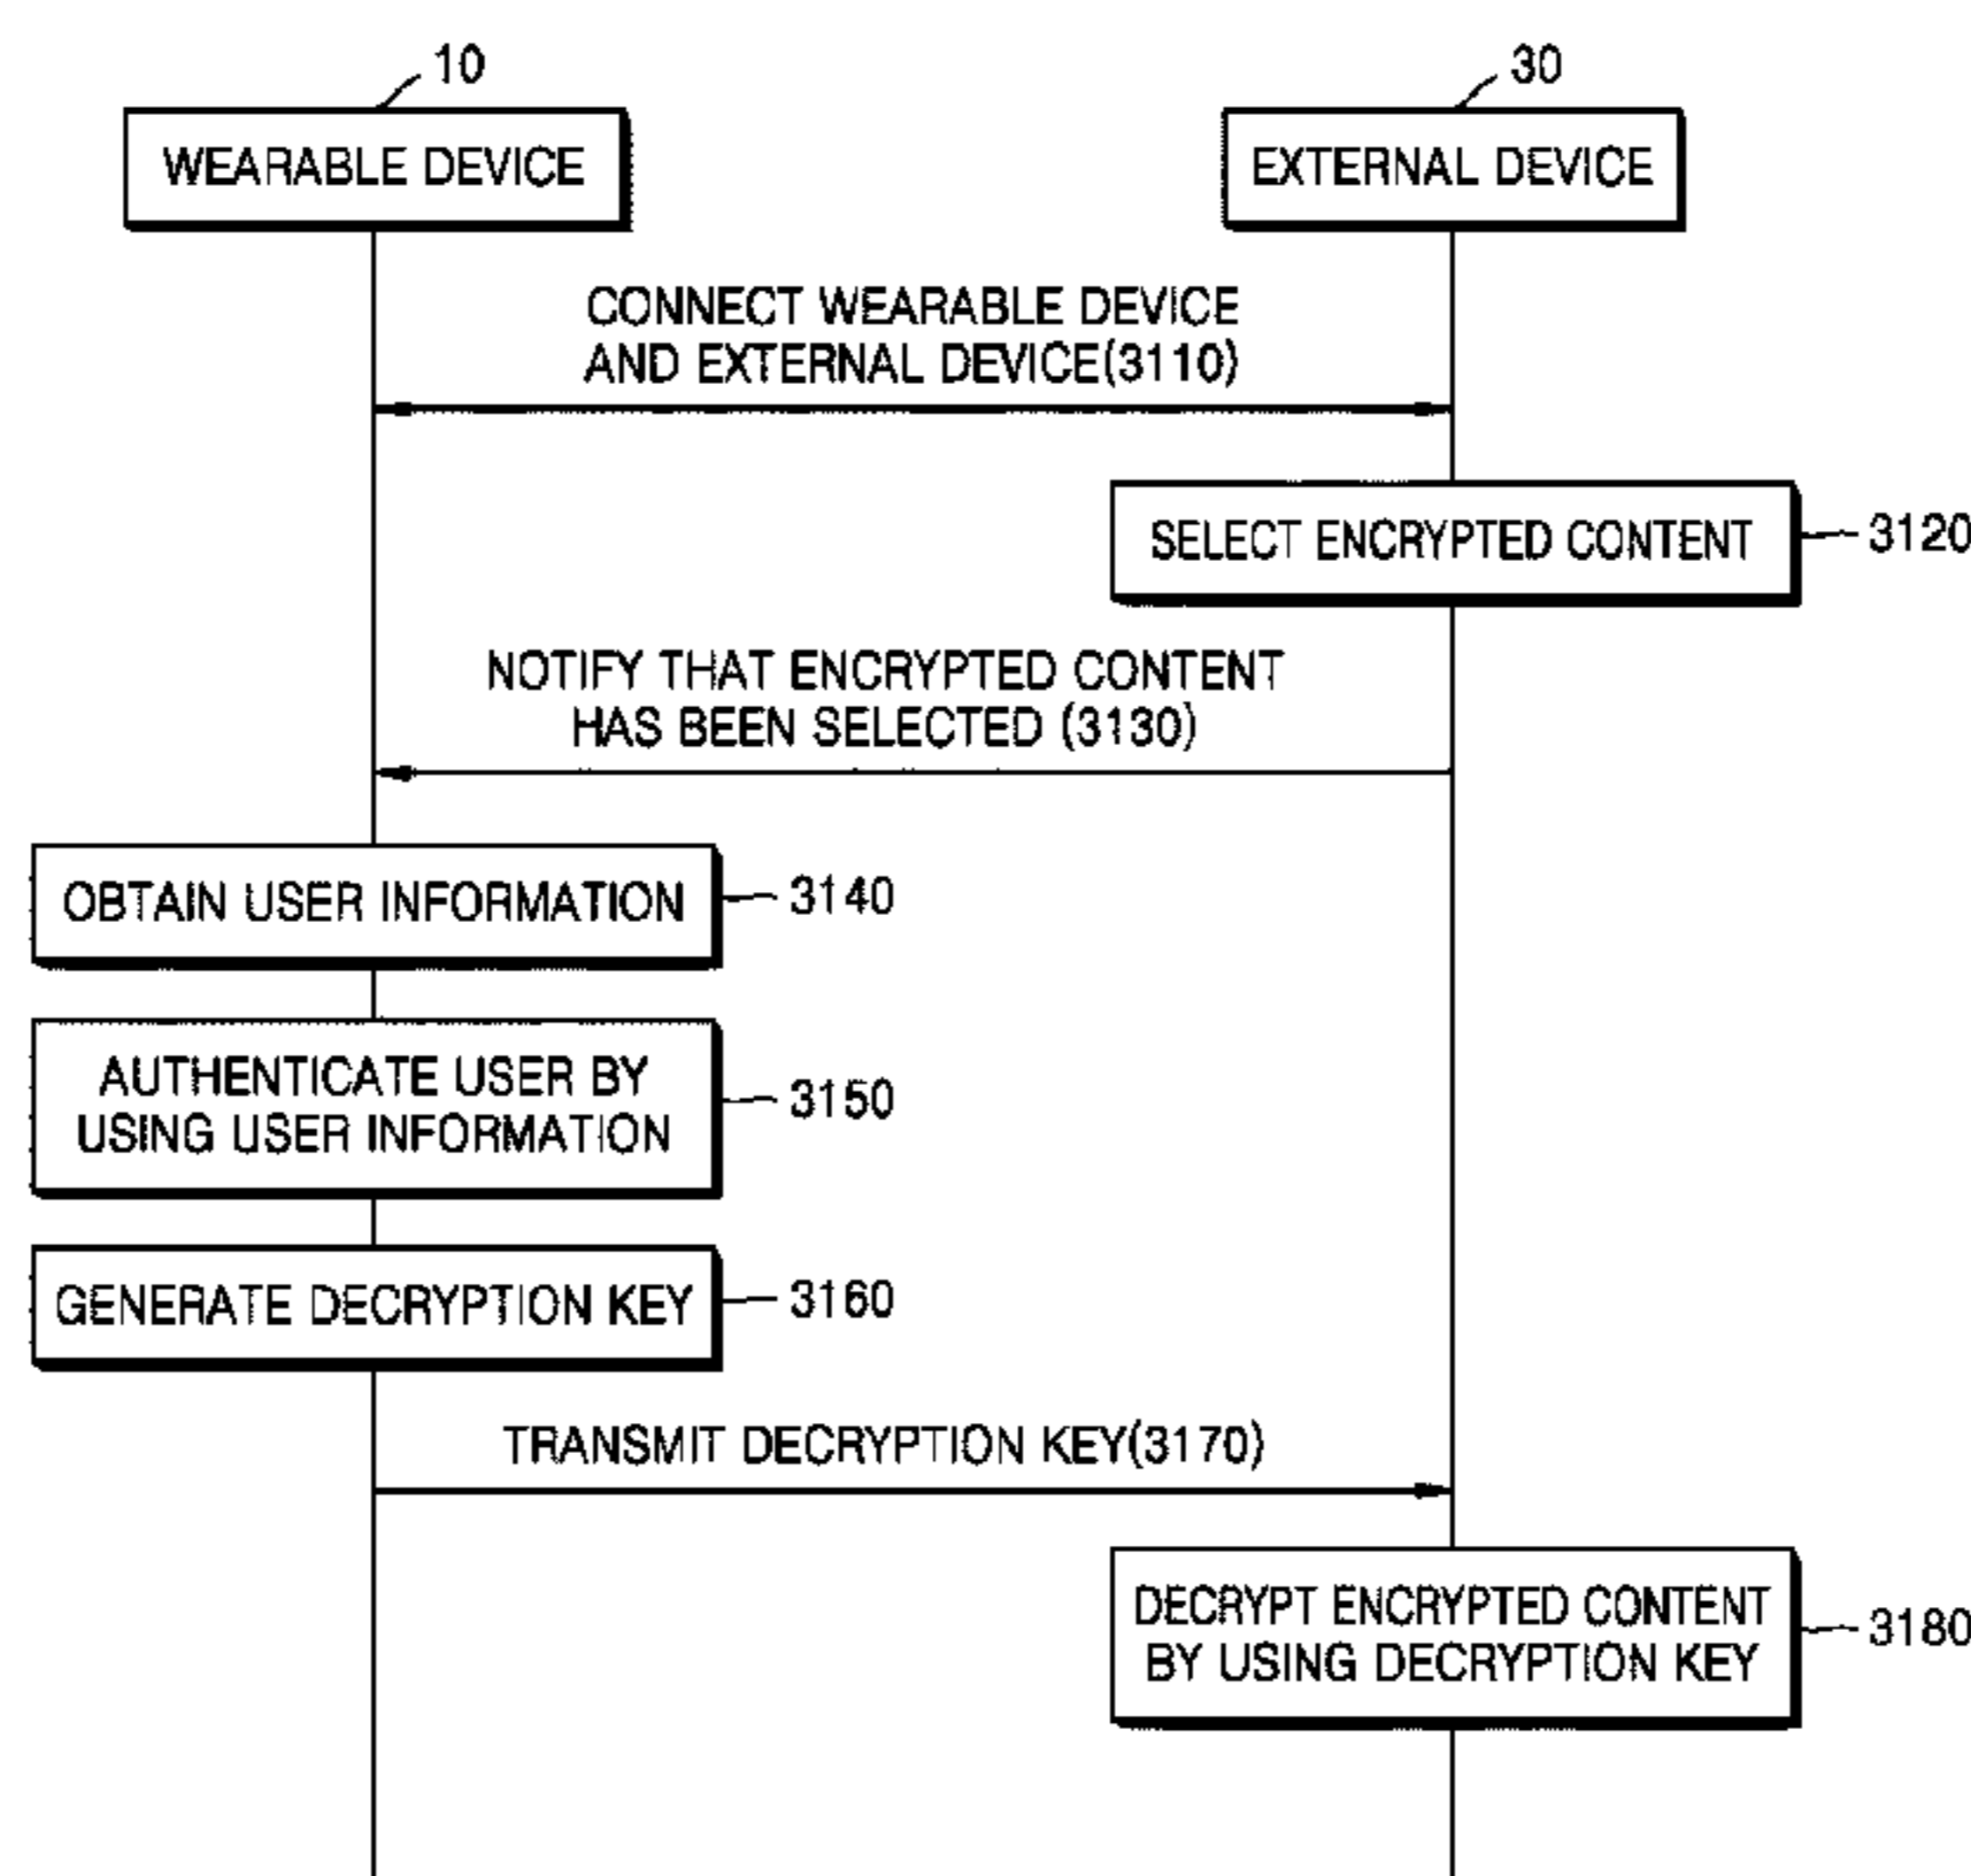 10
30
WEARABLE DEVICE
EXTERNAL DEVICE
CONNECT WEARABLE DEVICE
AND EXTERNAL DEVICE(3110)
SELECT ENCRYPTED CONTENT
3120
NOTIFY THAT ENCRYPTED CONTENT
HAS BEEN SELECTED (3130)
OBTAIN USER INFORMATION
3140
AUTHENTICATE USER BY
USING USER INFORMATION
3150
GENERATE DECRYPTION KEY
3160
TRANSMIT DECRYPTION KEY(3170)
DECRYPT ENCRYPTED CONTENT
BY USING DECRYPTION KEY
3180